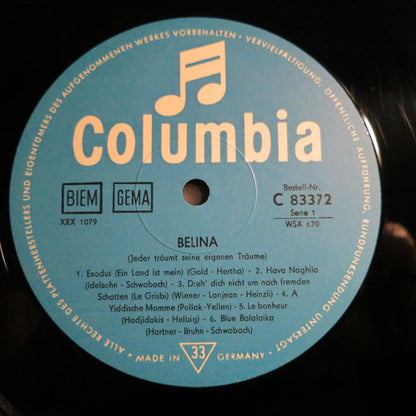 ALLE RECHTE DES PLATTENHERSTELLERS UND EIGENTÜMERS DES AUFGENOMMENEN WERKES VORBEHALTEN · VERVIELFÄLTIGUNG, ÖFFENTLICHE AUFFÜHRUNG, RUNDFUNKSENDUNG UNTERSAGT ·
Columbia
BIEM GEMA
XRX 1079
Bestell-Nr.
C 83372
Seite 1
WSX 670
BELINA
(Jeder träumt seine eigenen Träume)
1. Exodus (Ein Land ist mein) (Gold - Hertha) - 2. Hava Naghila
(Idelsohn - Schwabach) - 3. Dreh' dich nicht um nach fremden
Schatten (Le Grisbi) (Wiener - Lanjean - Heinzli) - 4. A
Yiddische Momme (Pollak-Yellen) - 5. Le bonheur
(Hadjidakis - Helbig) - 6. Blue Balalaika
(Hartner - Bruhn - Schwabach)
MADE IN 33 GERMANY